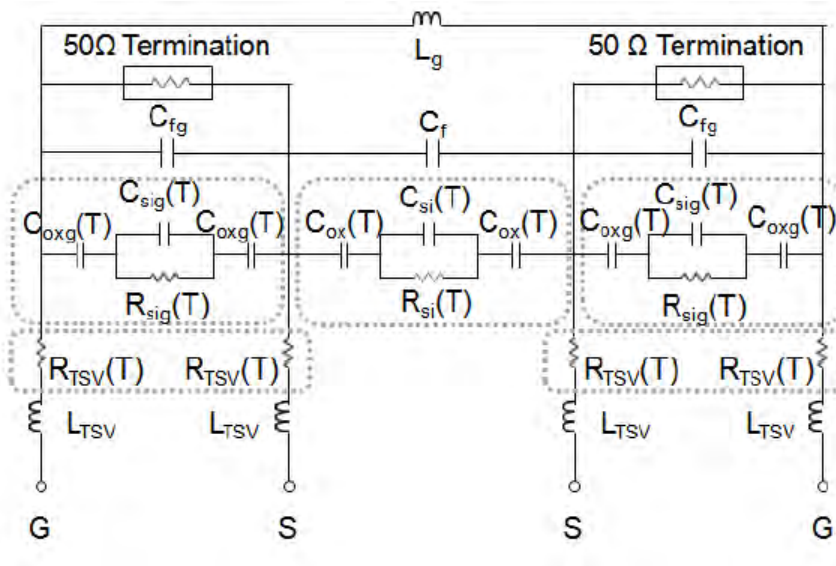 50Ω Termination
L_g
50 Ω Termination
C_fg
C_f
C_fg
C_sig(T)
C_si(T)
C_sig(T)
C_oxg(T)
C_oxg(T)
C_ox(T)
C_ox(T)
C_oxg(T)
C_oxg(T)
R_sig(T)
R_si(T)
R_sig(T)
R_TSV(T)
R_TSV(T)
R_TSV(T)
R_TSV(T)
L_TSV
L_TSV
L_TSV
L_TSV
G
S
S
G